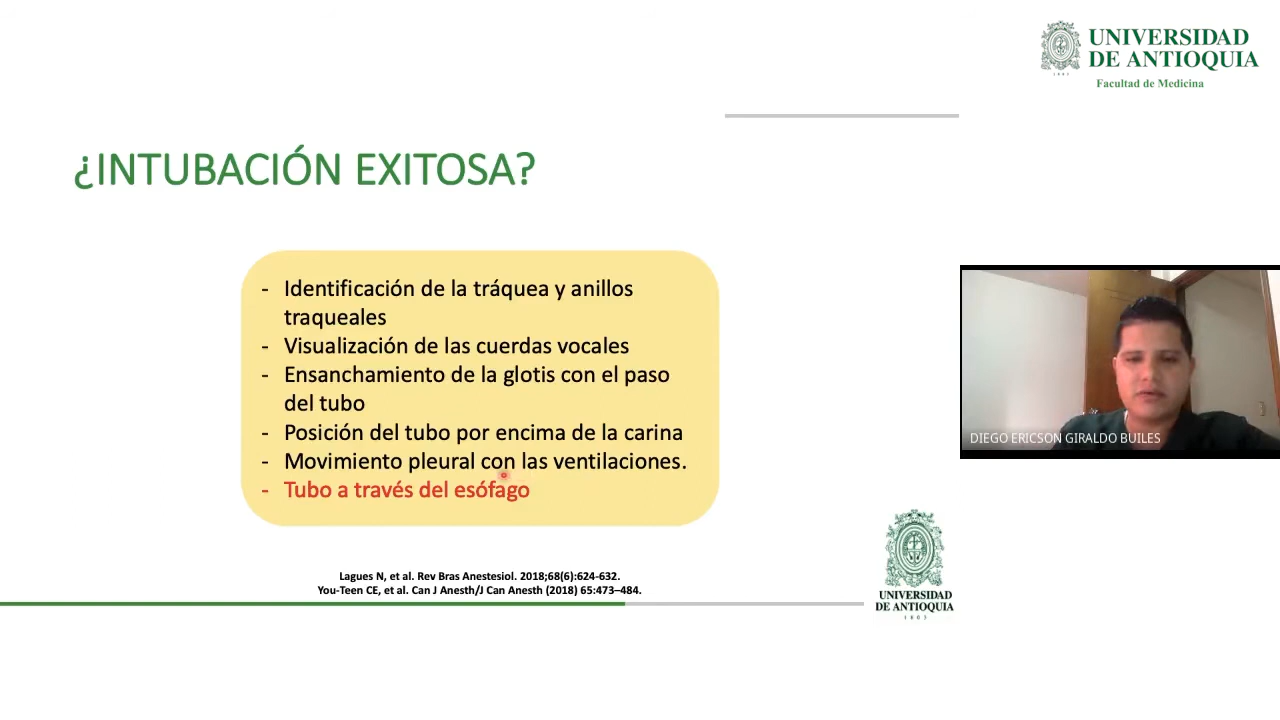 UNIVERSIDAD
DE ANTIOQUIA
1803
Facultad de Medicina
¿INTUBACIÓN EXITOSA?
- Identificación de la tráquea y anillos
traqueales
- Visualización de las cuerdas vocales
- Ensanchamiento de la glotis con el paso
del tubo
- Posición del tubo por encima de la carina
- Movimiento pleural con las ventilaciones.
- Tubo a través del esófago
DIEGO ERICSON GIRALDO BUILES
Lagues N, et al. Rev Bras Anestesiol. 2018;68(6):624-632.
You-Teen CE, et al. Can J Anesth/J Can Anesth (2018) 65:473–484.
UNIVERSIDAD
DE ANTIOQUIA
1803